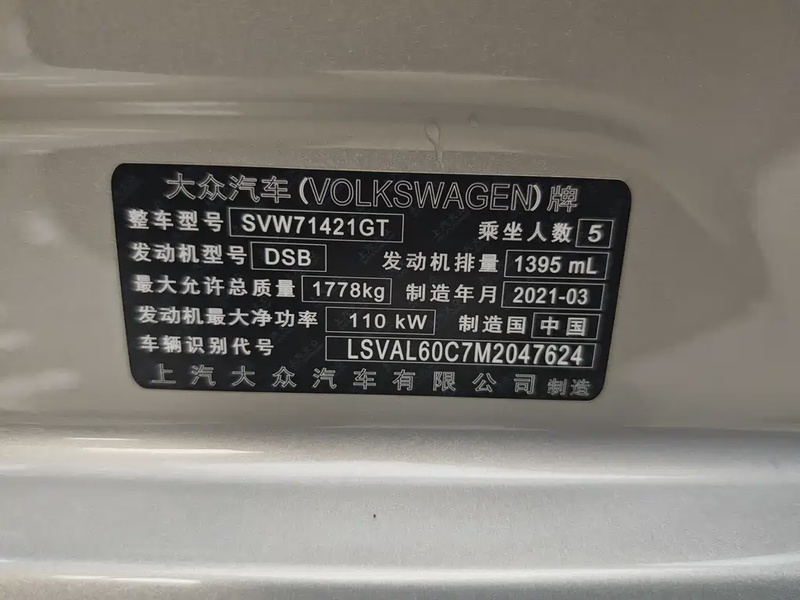 大众汽车(VOLKSWAGEN)牌
整车型号 SVW71421GT 乘坐人数 5
发动机型号 DSB 发动机排量 1395 mL
最大允许总质量 1778kg 制造年月 2021-03
发动机最大净功率 110 kW 制造国 中国
车辆识别代号 LSVAL60C7M2047624
上汽大众汽车有限公司 制造